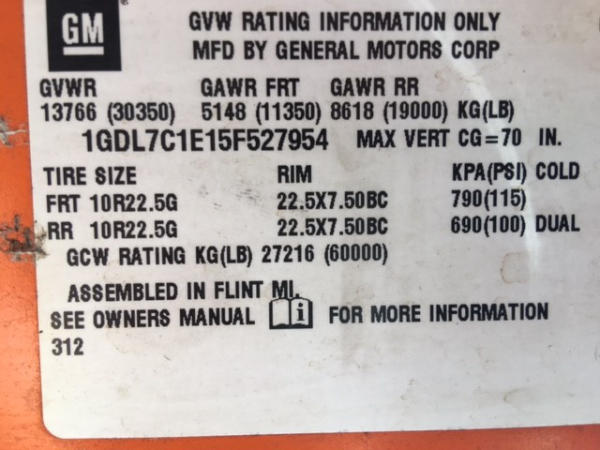 GM
GVW RATING INFORMATION ONLY
MFD BY GENERAL MOTORS CORP
GVWR GAWR FRT GAWR RR
13766 (30350) 5148 (11350) 8618 (19000) KG(LB)
1GDL7C1E15F527954 MAX VERT CG=70 IN.
TIRE SIZE RIM KPA(PSI) COLD
FRT 10R22.5G 22.5X7.50BC 790(115)
RR 10R22.5G 22.5X7.50BC 690(100) DUAL
GCW RATING KG(LB) 27216 (60000)
ASSEMBLED IN FLINT MI.
SEE OWNERS MANUAL i FOR MORE INFORMATION
312